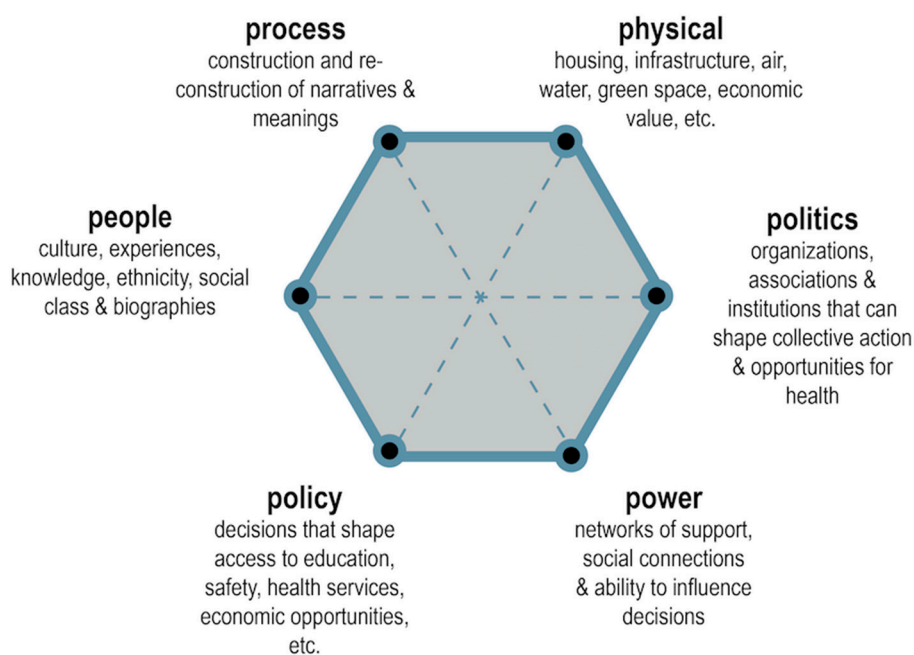 process
construction and re-
construction of narratives &
meanings
physical
housing, infrastructure, air,
water, green space, economic
value, etc.
people
culture, experiences,
knowledge, ethnicity, social
class & biographies
politics
organizations,
associations &
institutions that can
shape collective action
& opportunities for
health
policy
decisions that shape
access to education,
safety, health services,
economic opportunities,
etc.
power
networks of support,
social connections
& ability to influence
decisions